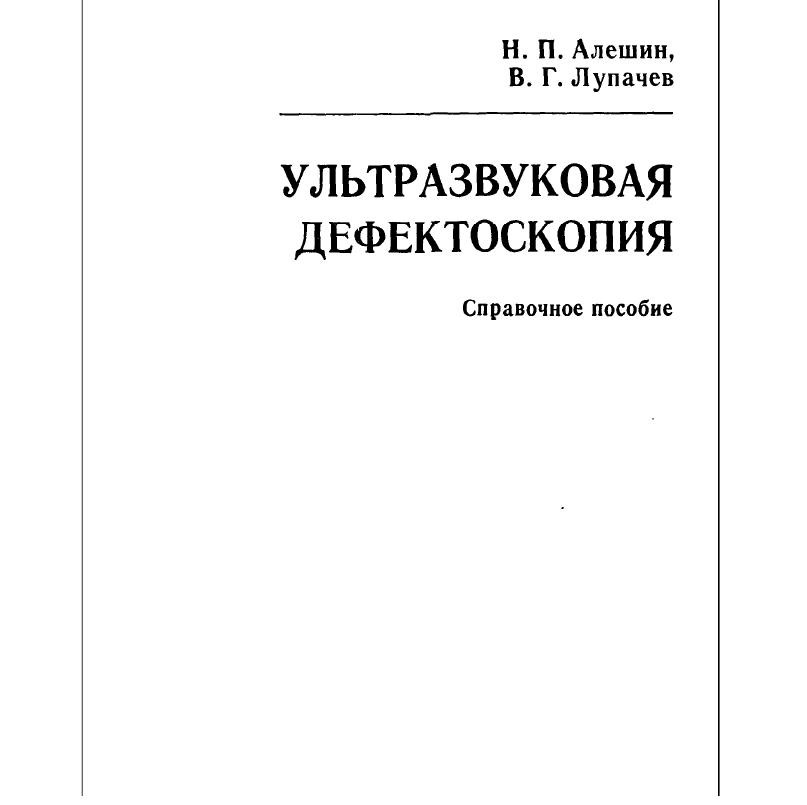 Н. П. Алешин,
В. Г. Лупачев
УЛЬТРАЗВУКОВАЯ
ДЕФЕКТОСКОПИЯ
Справочное пособие